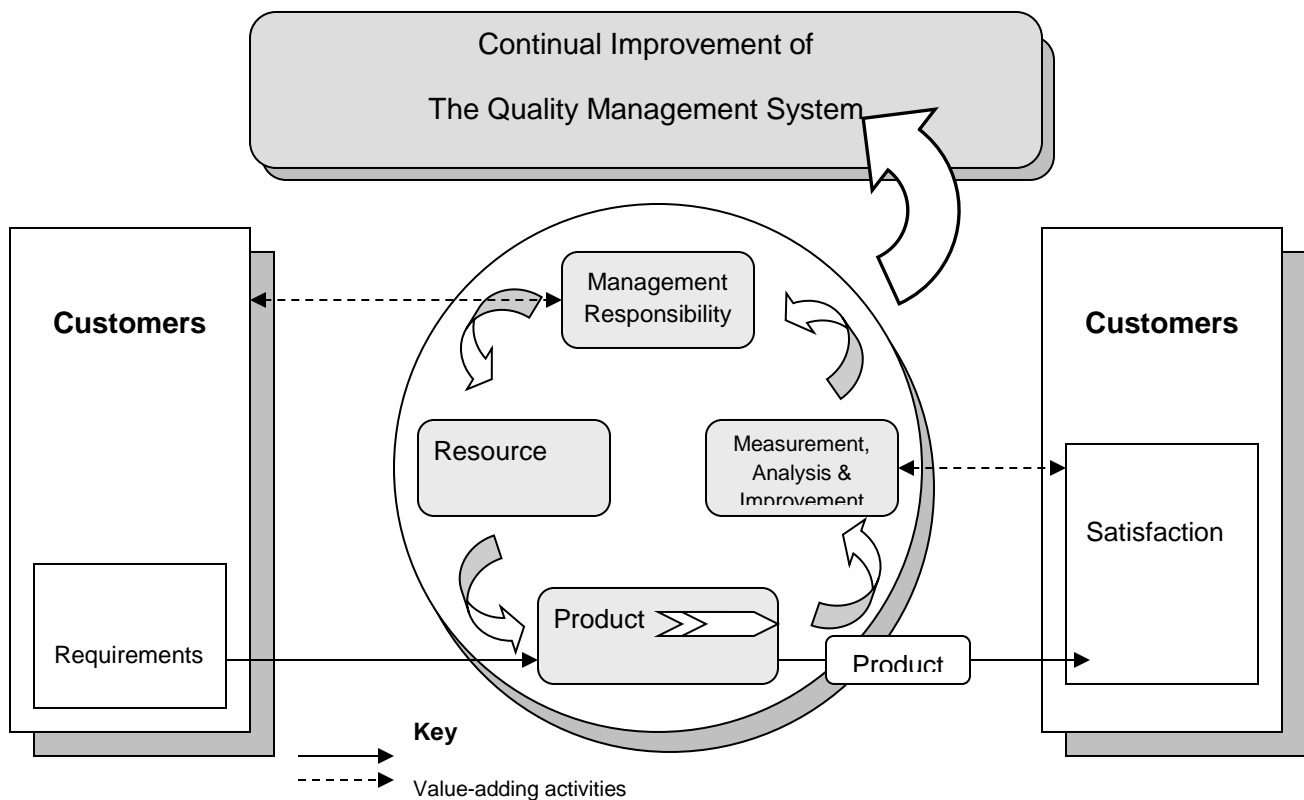 Continual Improvement of
The Quality Management System
Customers
Requirements
Management
Responsibility
Resource
Measurement,
Analysis &
Improvement
Product
Product
Customers
Satisfaction
Key
Value-adding activities